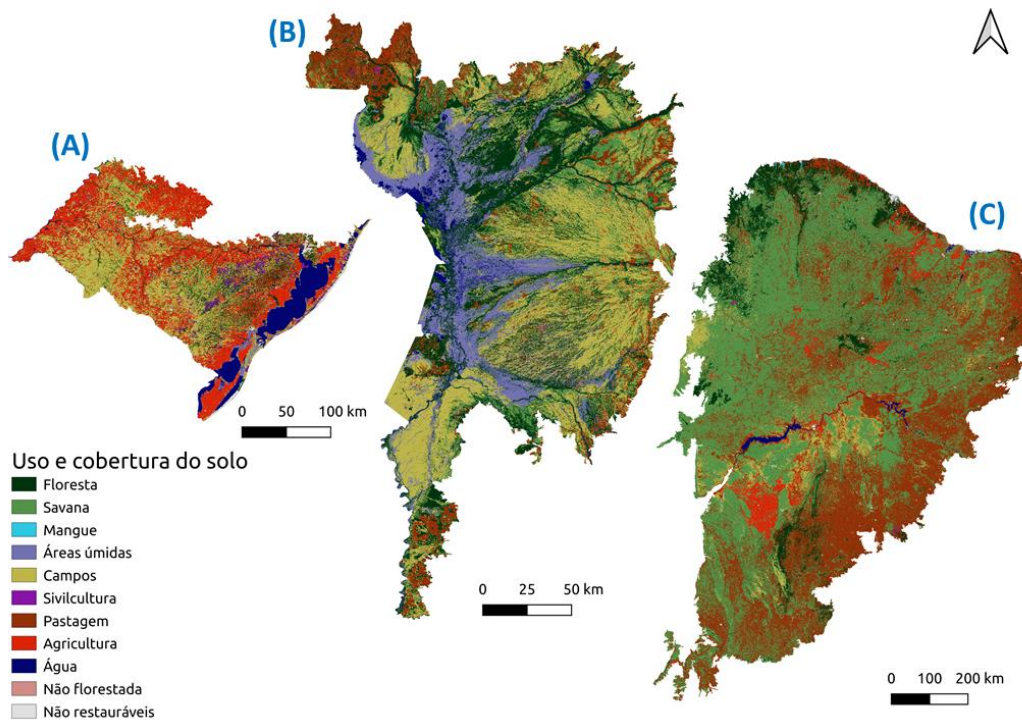 (B)
(A)
(C)
0 50 100 km
Uso e cobertura do solo
Floresta
Savana
Mangue
Áreas úmidas
Campos
Sivilcultura
Pastagem
Agricultura
Água
Não florestada
Não restauráveis
0 25 50 km
0 100 200 km